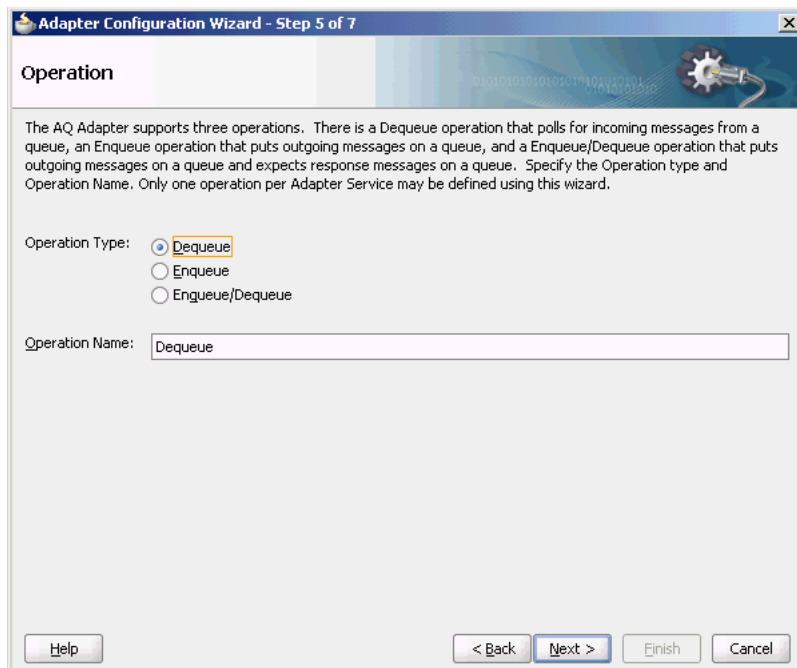 Adapter Configuration Wizard - Step 5 of 7
Operation
The AQ Adapter supports three operations. There is a Dequeue operation that polls for incoming messages from a
queue, an Enqueue operation that puts outgoing messages on a queue, and a Enqueue/Dequeue operation that puts
outgoing messages on a queue and expects response messages on a queue. Specify the Operation type and
Operation Name. Only one operation per Adapter Service may be defined using this wizard.
Operation Type:
Dequeue
Enqueue
Enqueue/Dequeue
Operation Name: Dequeue
Help
< Back
Next >
Finish
Cancel